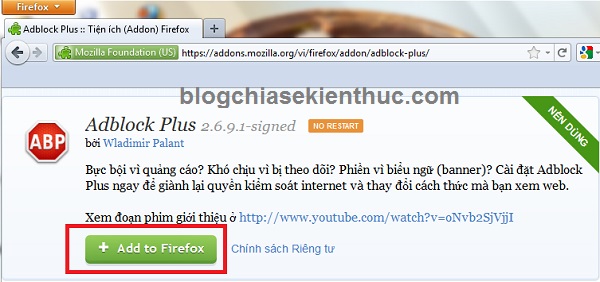 Firefox
Adblock Plus :: Tiện ích (Addon) Firefox
+
Mozilla Foundation (US) https://addons.mozilla.org/vi/firefox/addon/adblock-plus/
blogchiasekienthuc.com
NÊN DÙNG
ABP
Adblock Plus 2.6.9.1-signed NO RESTART
bởi Wladimir Palant
Bực bội vì quảng cáo? Khó chịu vì bị theo dõi? Phiền vì biểu ngữ (banner)? Cài đặt Adblock
Plus ngay để giành lại quyền kiểm soát internet và thay đổi cách thức mà bạn xem web.
Xem đoạn phim giới thiệu ở http://www.youtube.com/watch?v=oNvb2SjVjjI
+ Add to Firefox Chính sách Riêng tư